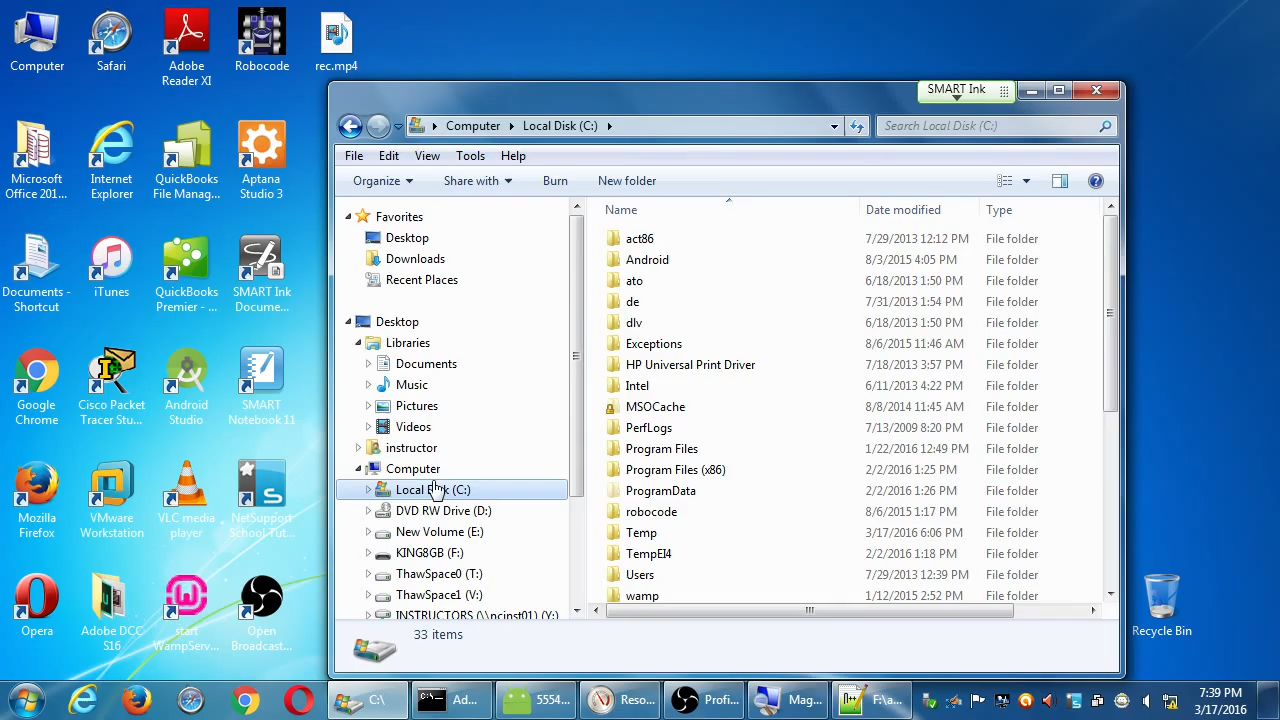 Computer
Safari
Adobe
Reader XI
Robocode
rec.mp4
Microsoft
Office 201...
Internet
Explorer
QuickBooks
File Manag...
Aptana
Studio 3
Documents -
Shortcut
iTunes
QuickBooks
Premier - ...
SMART Ink
Docume...
Google
Chrome
Cisco Packet
Tracer Stu...
Android
Studio
SMART
Notebook 11
Mozilla
Firefox
VMware
Workstation
VLC media
player
NetSupport
School Tut...
Opera
Adobe DCC
S16
start
WampServ...
Open
Broadcast...
Recycle Bin
SMART Ink
Computer Local Disk (C:)
Search Local Disk (C:)
File Edit View Tools Help
Organize Share with Burn New folder
Favorites
Desktop
Downloads
Recent Places
Desktop
Libraries
Documents
Music
Pictures
Videos
instructor
Computer
Local Disk (C:)
DVD RW Drive (D:)
New Volume (E:)
KING8GB (F:)
ThawSpace0 (T:)
ThawSpace1 (V:)
INSTRUCTORS (\\ncinst01) (Y:)
Name Date modified Type
act86 7/29/2013 12:12 PM File folder
Android 8/3/2015 4:05 PM File folder
ato 6/18/2013 1:50 PM File folder
de 7/31/2013 1:54 PM File folder
dlv 6/18/2013 1:50 PM File folder
Exceptions 8/6/2015 11:46 AM File folder
HP Universal Print Driver 7/18/2013 3:57 PM File folder
Intel 6/11/2013 4:22 PM File folder
MSOCache 8/8/2014 11:45 AM File folder
PerfLogs 7/13/2009 8:20 PM File folder
Program Files 1/22/2016 12:49 PM File folder
Program Files (x86) 2/2/2016 1:25 PM File folder
ProgramData 2/2/2016 1:26 PM File folder
robocode 8/6/2015 1:17 PM File folder
Temp 3/17/2016 6:06 PM File folder
TempEI4 2/2/2016 1:18 PM File folder
Users 7/29/2013 12:39 PM File folder
wamp 1/12/2015 2:52 PM File folder
33 items
C:\
Ad...
5554...
Reso...
Profi...
Mag...
F:\a...
7:39 PM
3/17/2016